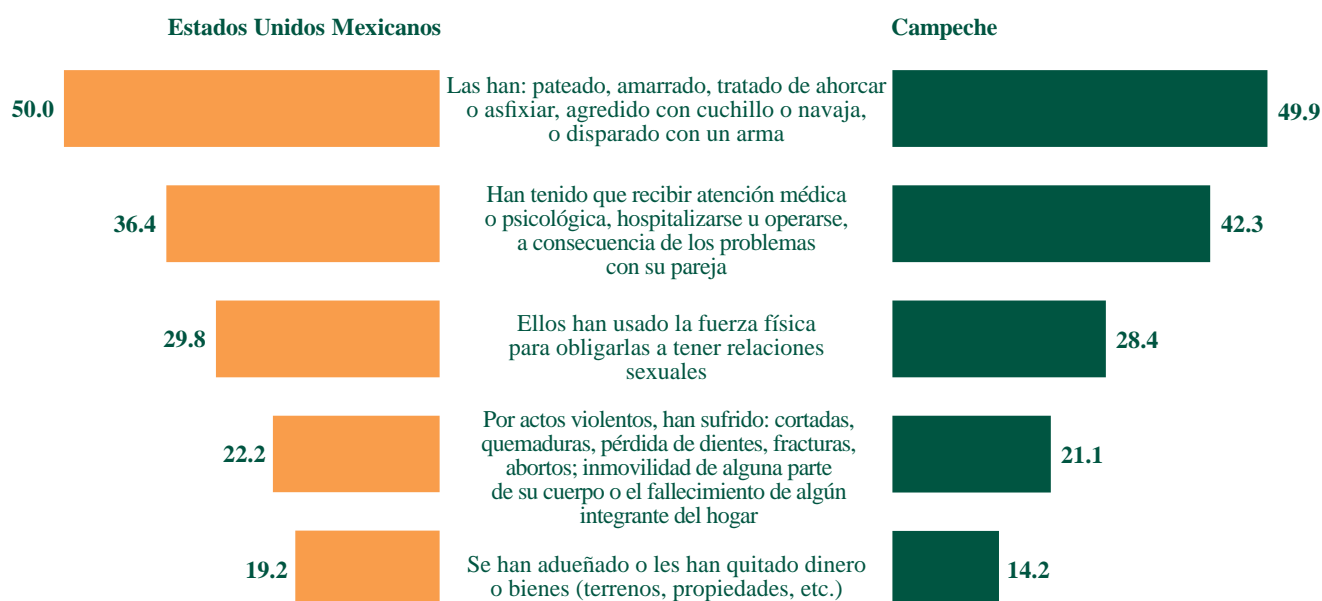 Estados Unidos Mexicanos
Campeche
50.0
Las han: pateado, amarrado, tratado de ahorcar
o asfixiar, agredido con cuchillo o navaja,
o disparado con un arma
49.9
36.4
Han tenido que recibir atención médica
o psicológica, hospitalizarse u operarse,
a consecuencia de los problemas
con su pareja
42.3
29.8
Ellos han usado la fuerza física
para obligarlas a tener relaciones
sexuales
28.4
22.2
Por actos violentos, han sufrido: cortadas,
quemaduras, pérdida de dientes, fracturas,
abortos; inmovilidad de alguna parte
de su cuerpo o el fallecimiento de algún
integrante del hogar
21.1
19.2
Se han adueñado o les han quitado dinero
o bienes (terrenos, propiedades, etc.)
14.2